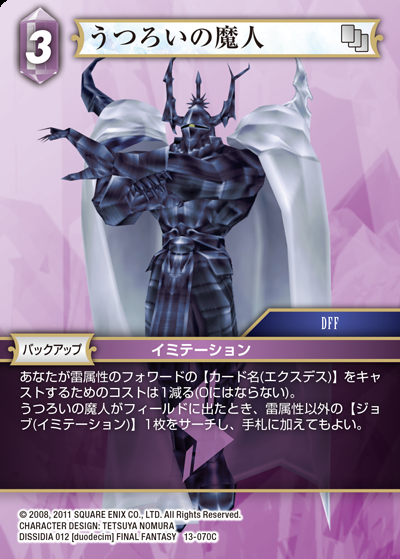 3
うつろいの魔人
DFF
バックアップ
イミテーション
あなたが雷属性のフォワードの【カード名(エクスデス)】をキャ
ストするためのコストは1減る(0にはならない)。
うつろいの魔人がフィールドに出たとき、雷属性以外の【ジョ
ブ(イミテーション)】1枚をサーチし、手札に加えてもよい。
© 2008, 2011 SQUARE ENIX CO., LTD. All Rights Reserved.
CHARACTER DESIGN: TETSUYA NOMURA
DISSIDIA 012 [duodecim] FINAL FANTASY 13-070C